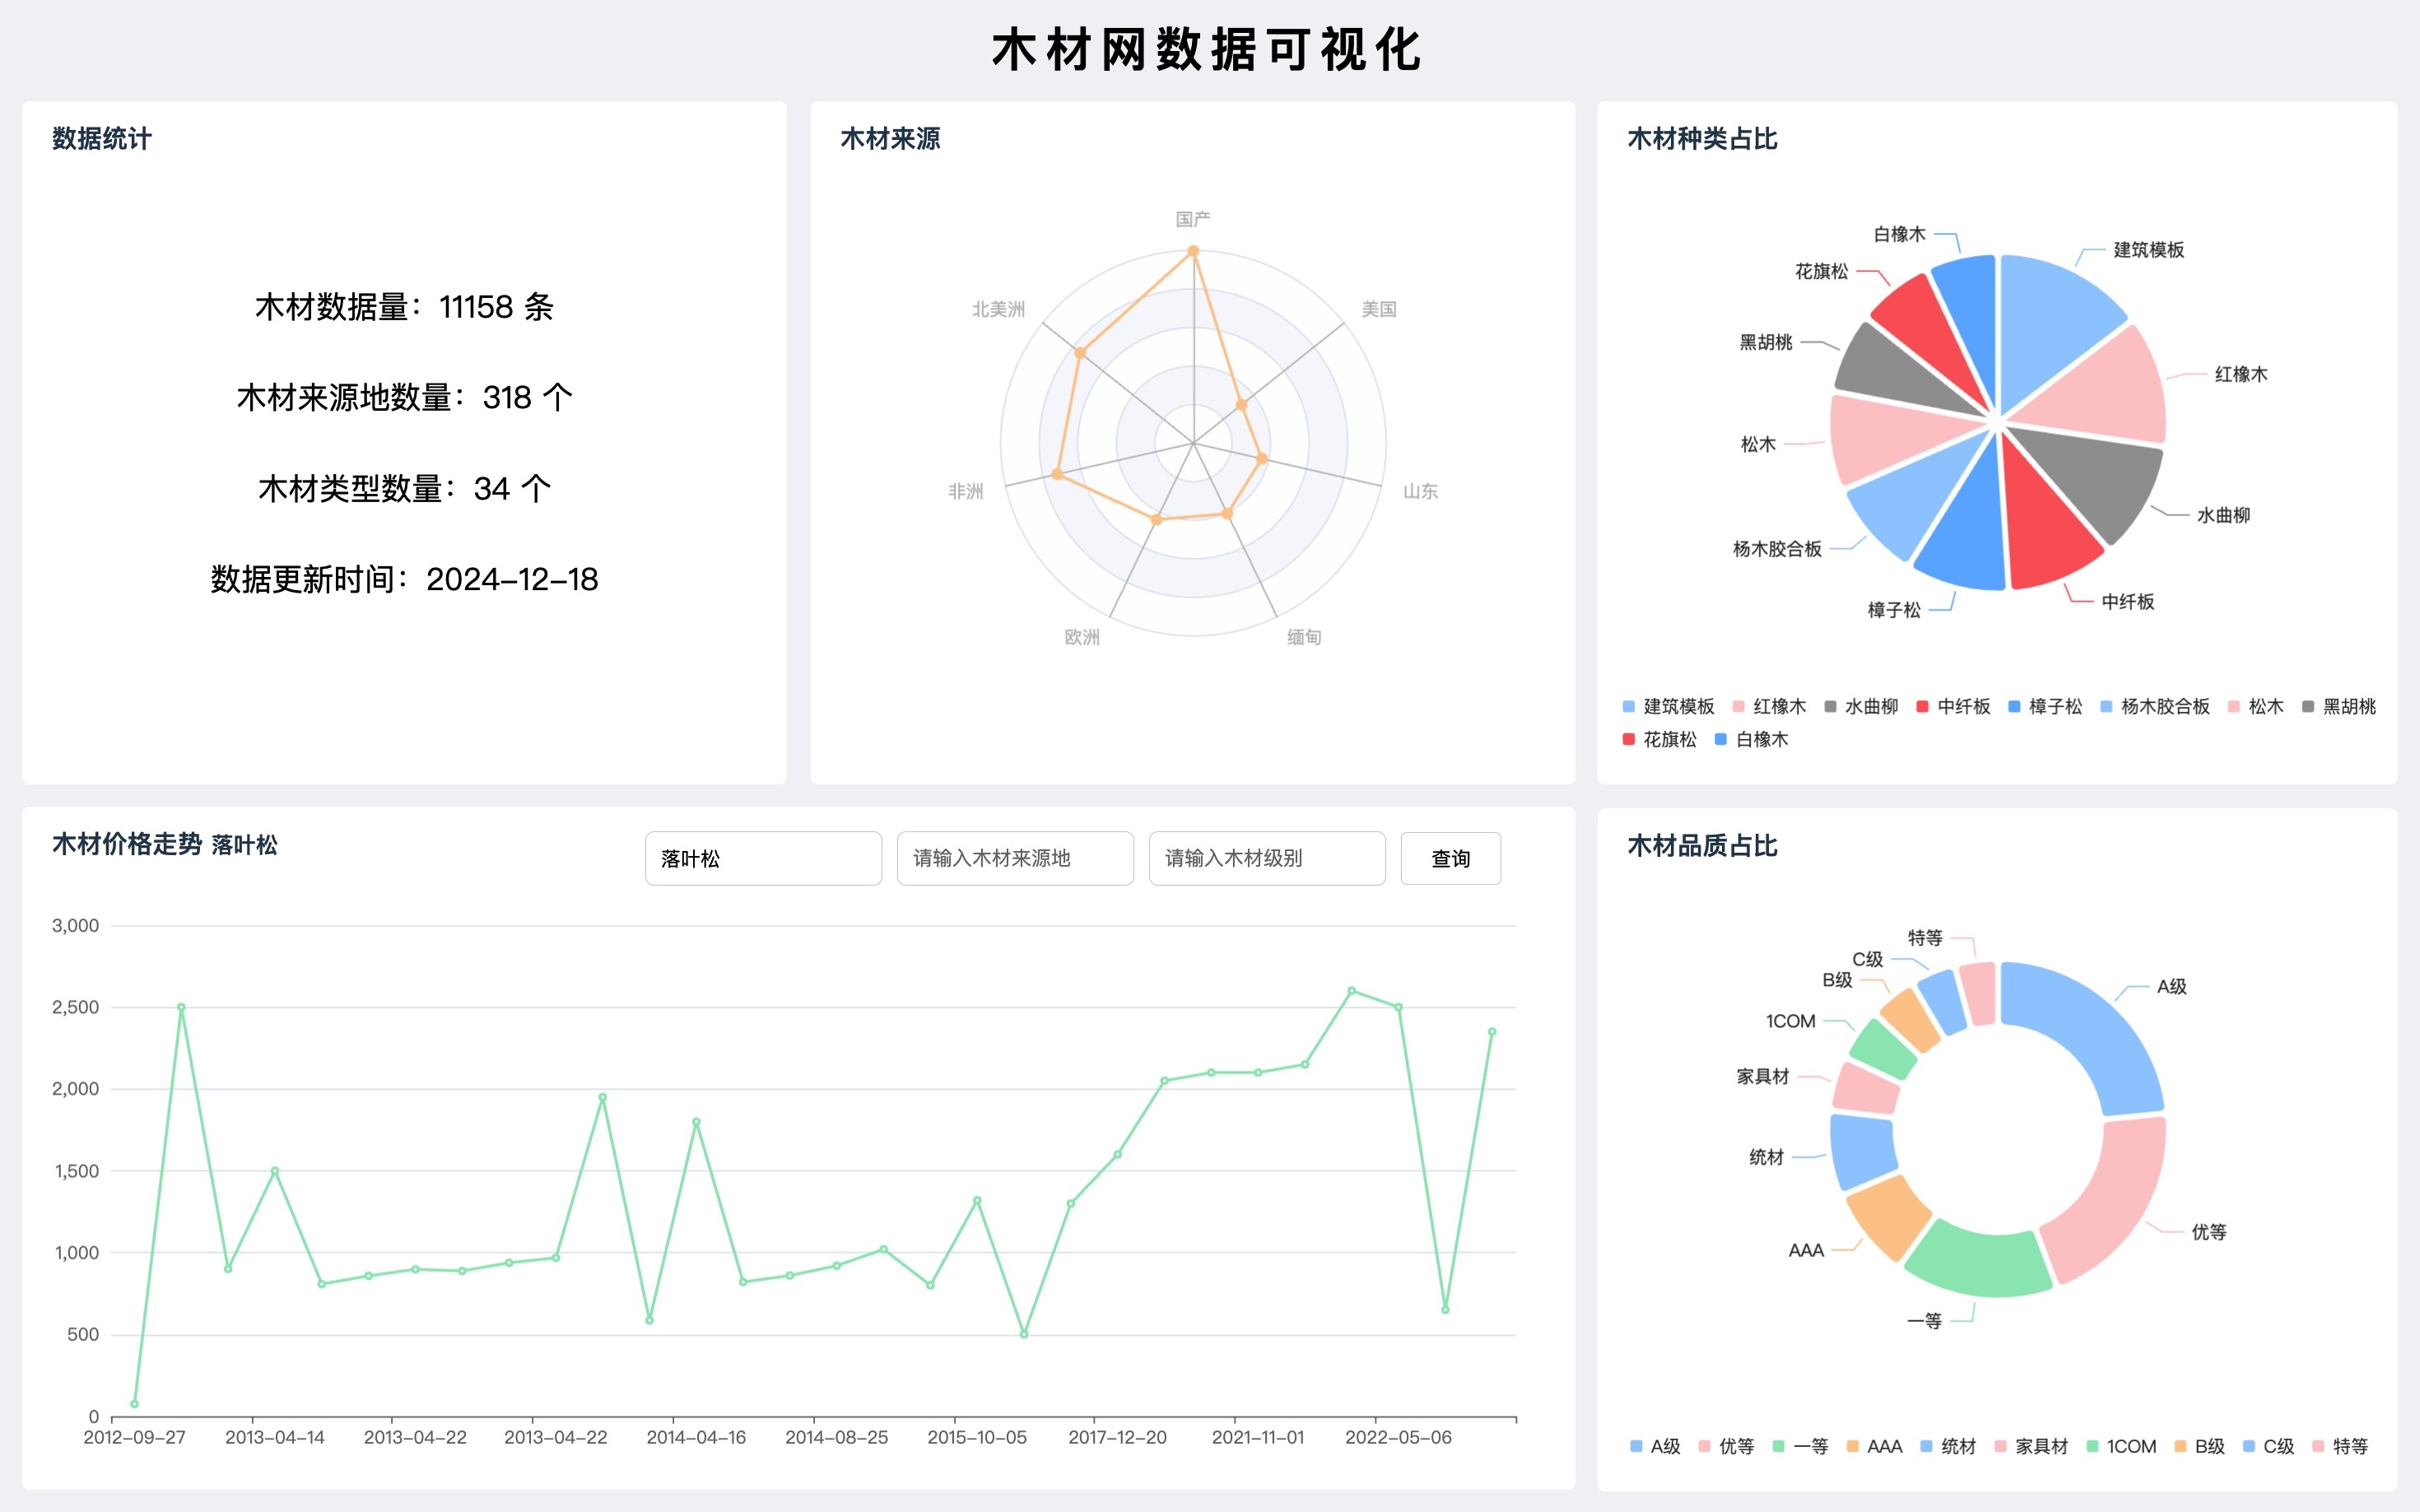 木材网数据可视化
数据统计
木材数据量：11158 条
木材来源地数量：318 个
木材类型数量：34 个
数据更新时间：2024-12-18
木材来源
国产
北美洲
美国
非洲
山东
欧洲
缅甸
木材种类占比
白橡木
建筑模板
花旗松
黑胡桃
红橡木
松木
水曲柳
杨木胶合板
樟子松
中纤板
建筑模板 红橡木 水曲柳 中纤板 樟子松 杨木胶合板 松木 黑胡桃
花旗松 白橡木
木材价格走势 落叶松
落叶松 请输入木材来源地 请输入木材级别 查询
3,000
2,500
2,000
1,500
1,000
500
0
2012-09-27 2013-04-14 2013-04-22 2013-04-22 2014-04-16 2014-08-25 2015-10-05 2017-12-20 2021-11-01 2022-05-06
木材品质占比
特等
C级
B级
A级
1COM
家具材
统材
优等
AAA
一等
A级 优等 一等 AAA 统材 家具材 1COM B级 C级 特等